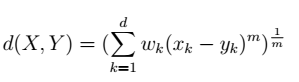 d(X, Y) = (\sum_{k=1}^{d} w_k(x_k - y_k)^m)^{\frac{1}{m}}